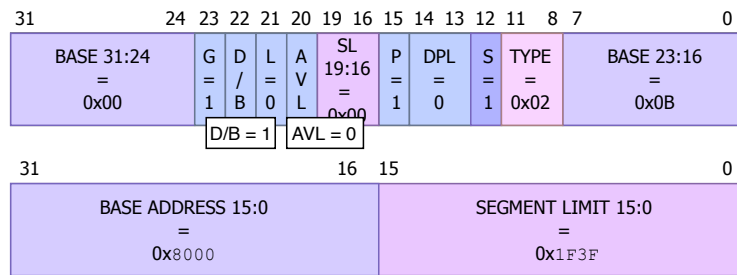 31 24 23 22 21 20 19 16 15 14 13 12 11 8 7 0
BASE 31:24
=
0x00
G
=
1
D
/
B
L
=
0
A
V
L
SL
19:16
=
0x00
P
=
1
DPL
=
0
S
=
1
TYPE
=
0x02
BASE 23:16
=
0x0B
D/B = 1
AVL = 0
31 16 15 0
BASE ADDRESS 15:0
=
0x8000
SEGMENT LIMIT 15:0
=
0x1F3F